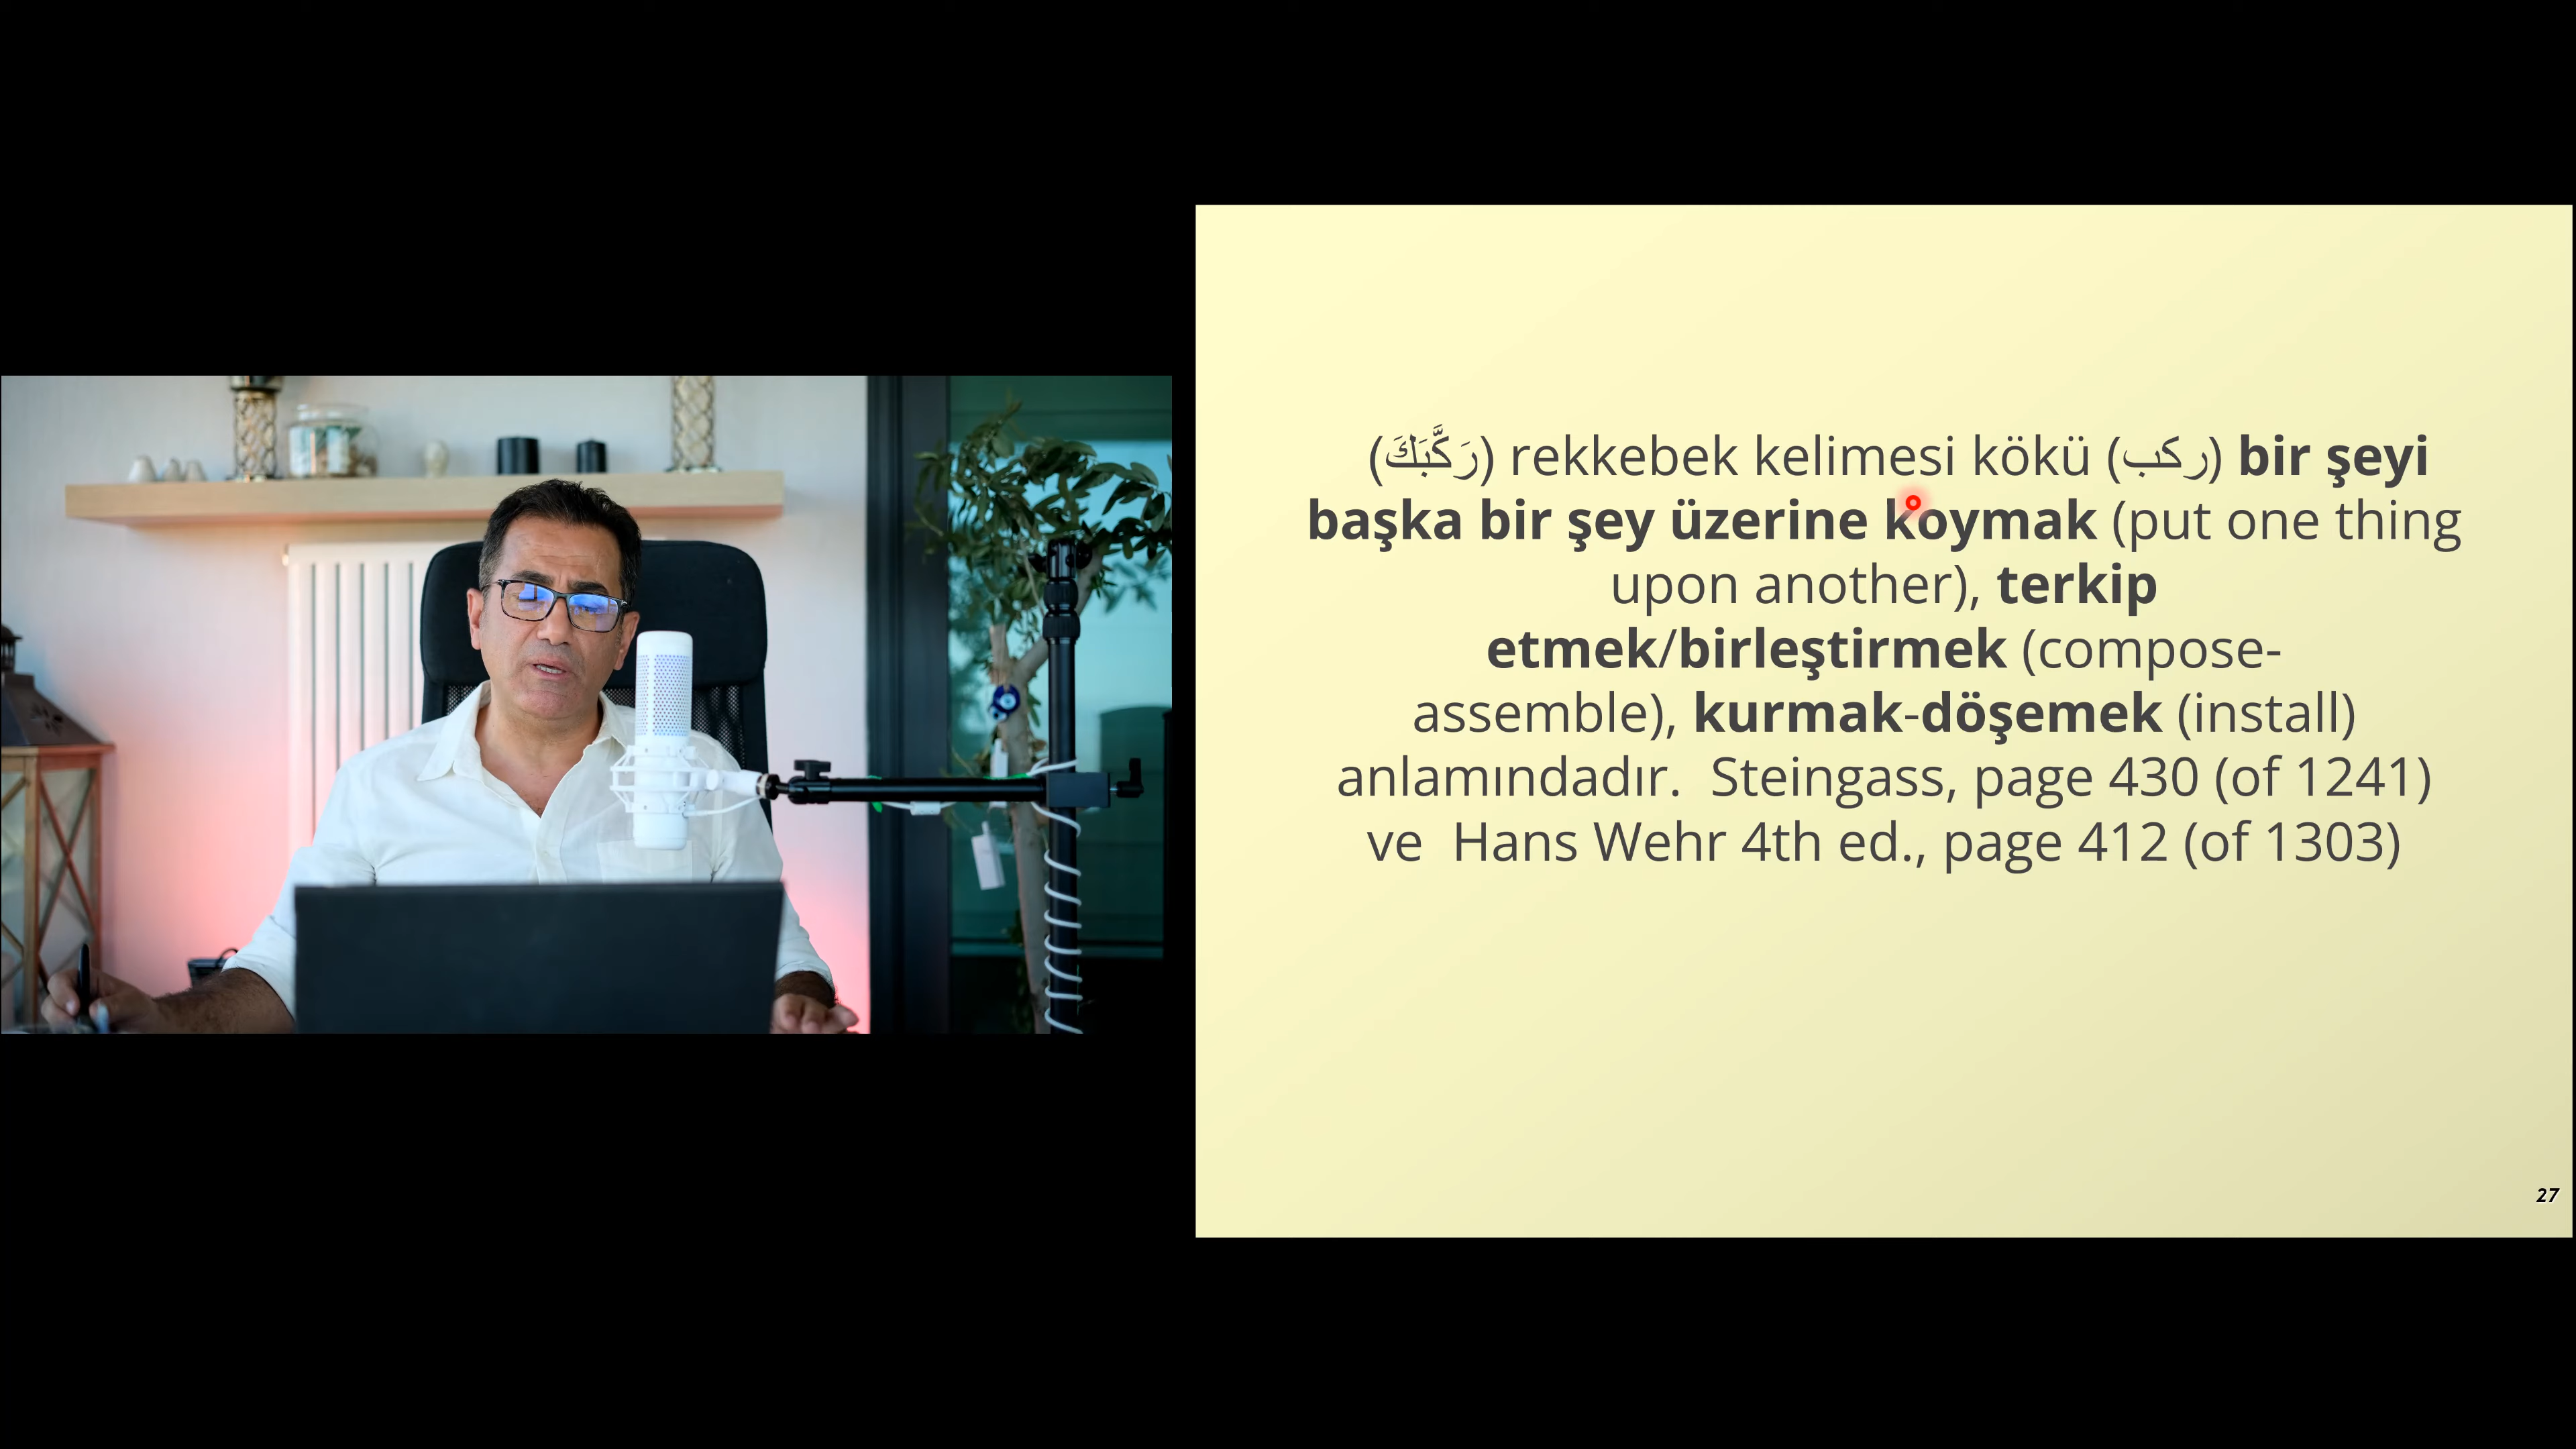 (رَكَّبَكَ) rekkebek kelimesi kökü (ركب) bir şeyi
başka bir şey üzerine koymak (put one thing
upon another), terkip
etmek/birleştirmek (compose-
assemble), kurmak-döşemek (install)
anlamındadır.  Steingass, page 430 (of 1241)
ve  Hans Wehr 4th ed., page 412 (of 1303)
27